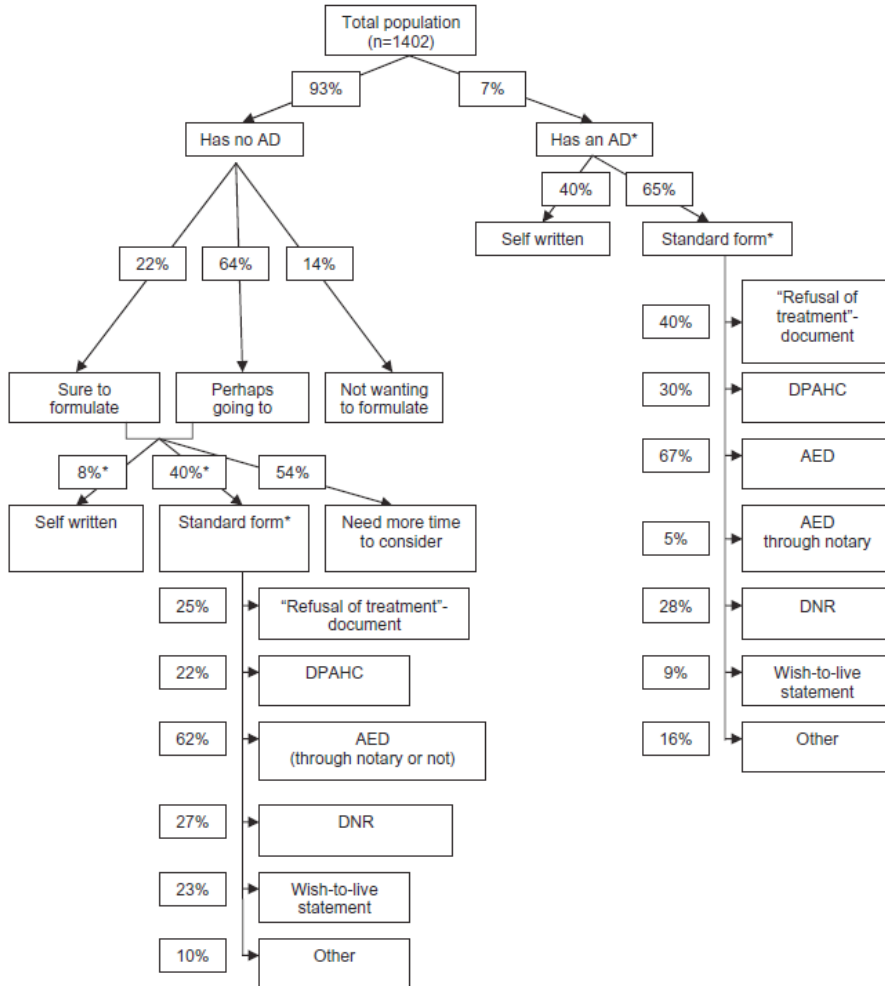 Total population
(n=1402)
93%
7%
Has no AD
Has an AD*
40%
65%
Self written
Standard form*
22%
64%
14%
"Refusal of
treatment"-
document
40%
30%
DPAHC
Sure to
formulate
Perhaps
going to
Not wanting
to formulate
67%
AED
8%*
40%*
54%
Self written
Standard form*
Need more time
to consider
5%
AED
through notary
25%
"Refusal of treatment"-
document
28%
DNR
22%
DPAHC
9%
Wish-to-live
statement
62%
AED
(through notary or not)
16%
Other
27%
DNR
23%
Wish-to-live
statement
10%
Other